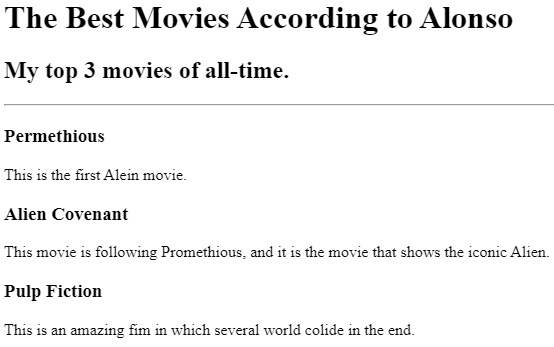 The Best Movies According to Alonso
My top 3 movies of all-time.
Permethious
This is the first Alein movie.
Alien Covenant
This movie is following Promethious, and it is the movie that shows the iconic Alien.
Pulp Fiction
This is an amazing fim in which several world colide in the end.